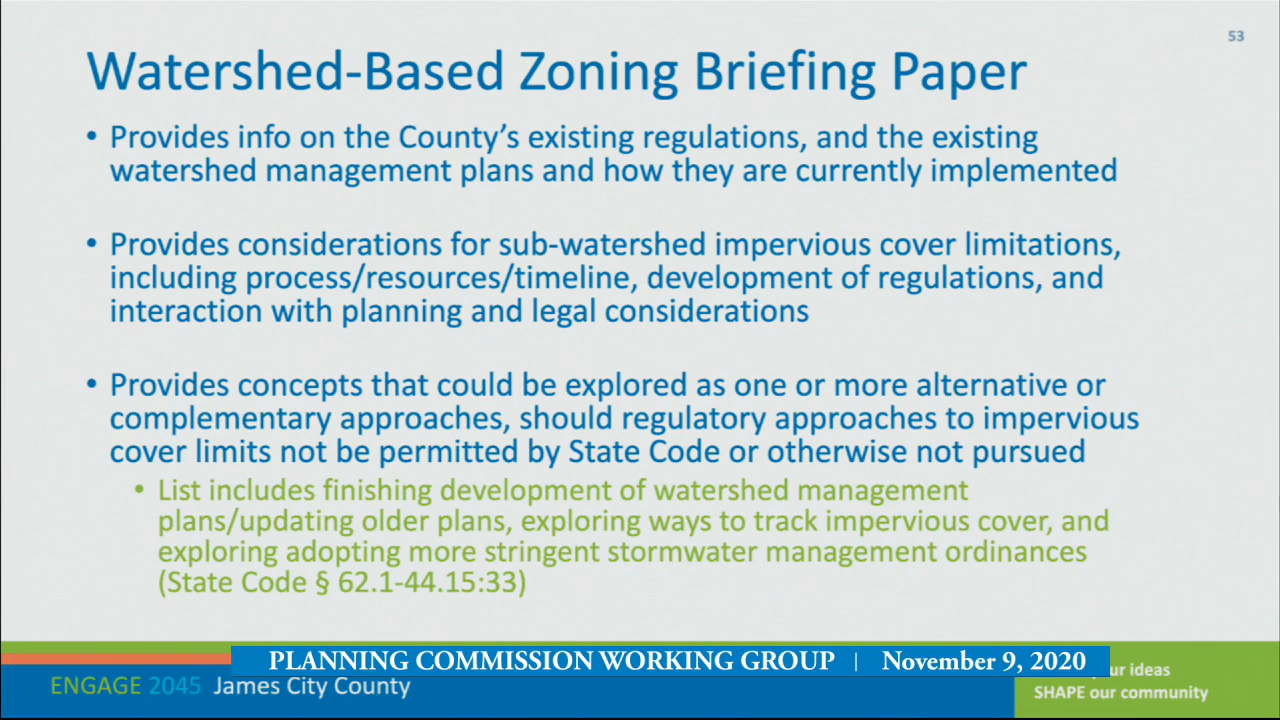 53
Watershed-Based Zoning Briefing Paper
• Provides info on the County's existing regulations, and the existing
watershed management plans and how they are currently implemented
• Provides considerations for sub-watershed impervious cover limitations,
including process/resources/timeline, development of regulations, and
interaction with planning and legal considerations
• Provides concepts that could be explored as one or more alternative or
complementary approaches, should regulatory approaches to impervious
cover limits not be permitted by State Code or otherwise not pursued
• List includes finishing development of watershed management
plans/updating older plans, exploring ways to track impervious cover, and
exploring adopting more stringent stormwater management ordinances
(State Code § 62.1-44.15:33)
PLANNING COMMISSION WORKING GROUP | November 9, 2020
ENGAGE 2045 James City County
ideas
SHAPE our community